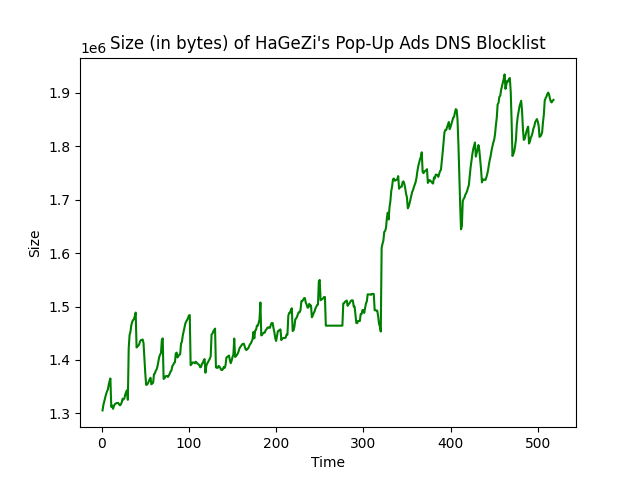 Size (in bytes) of HaGeZi's Pop-Up Ads DNS Blocklist
1e6
1.9
1.8
1.7
1.6
1.5
1.4
1.3
Size
0 100 200 300 400 500
Time